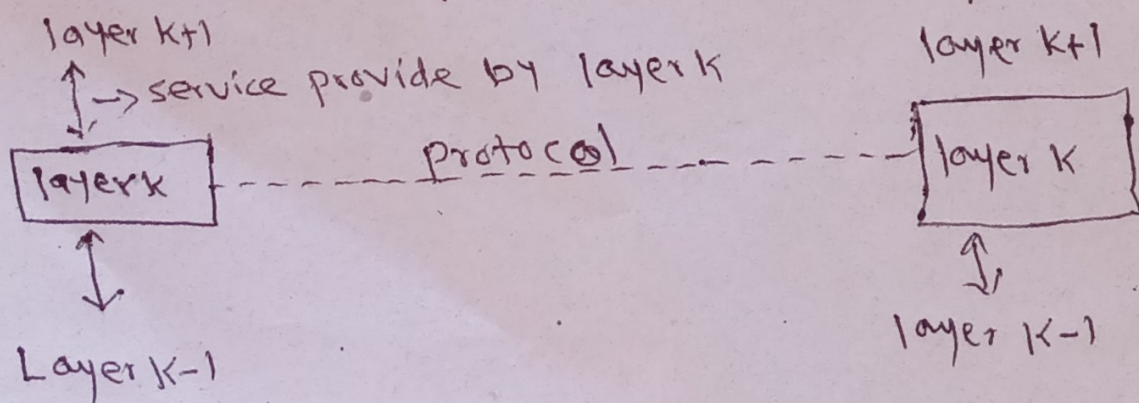 layer k+1
layer k+1
service provide by layer k
protocol
layer k
layer k
Layer k-1
layer k-1